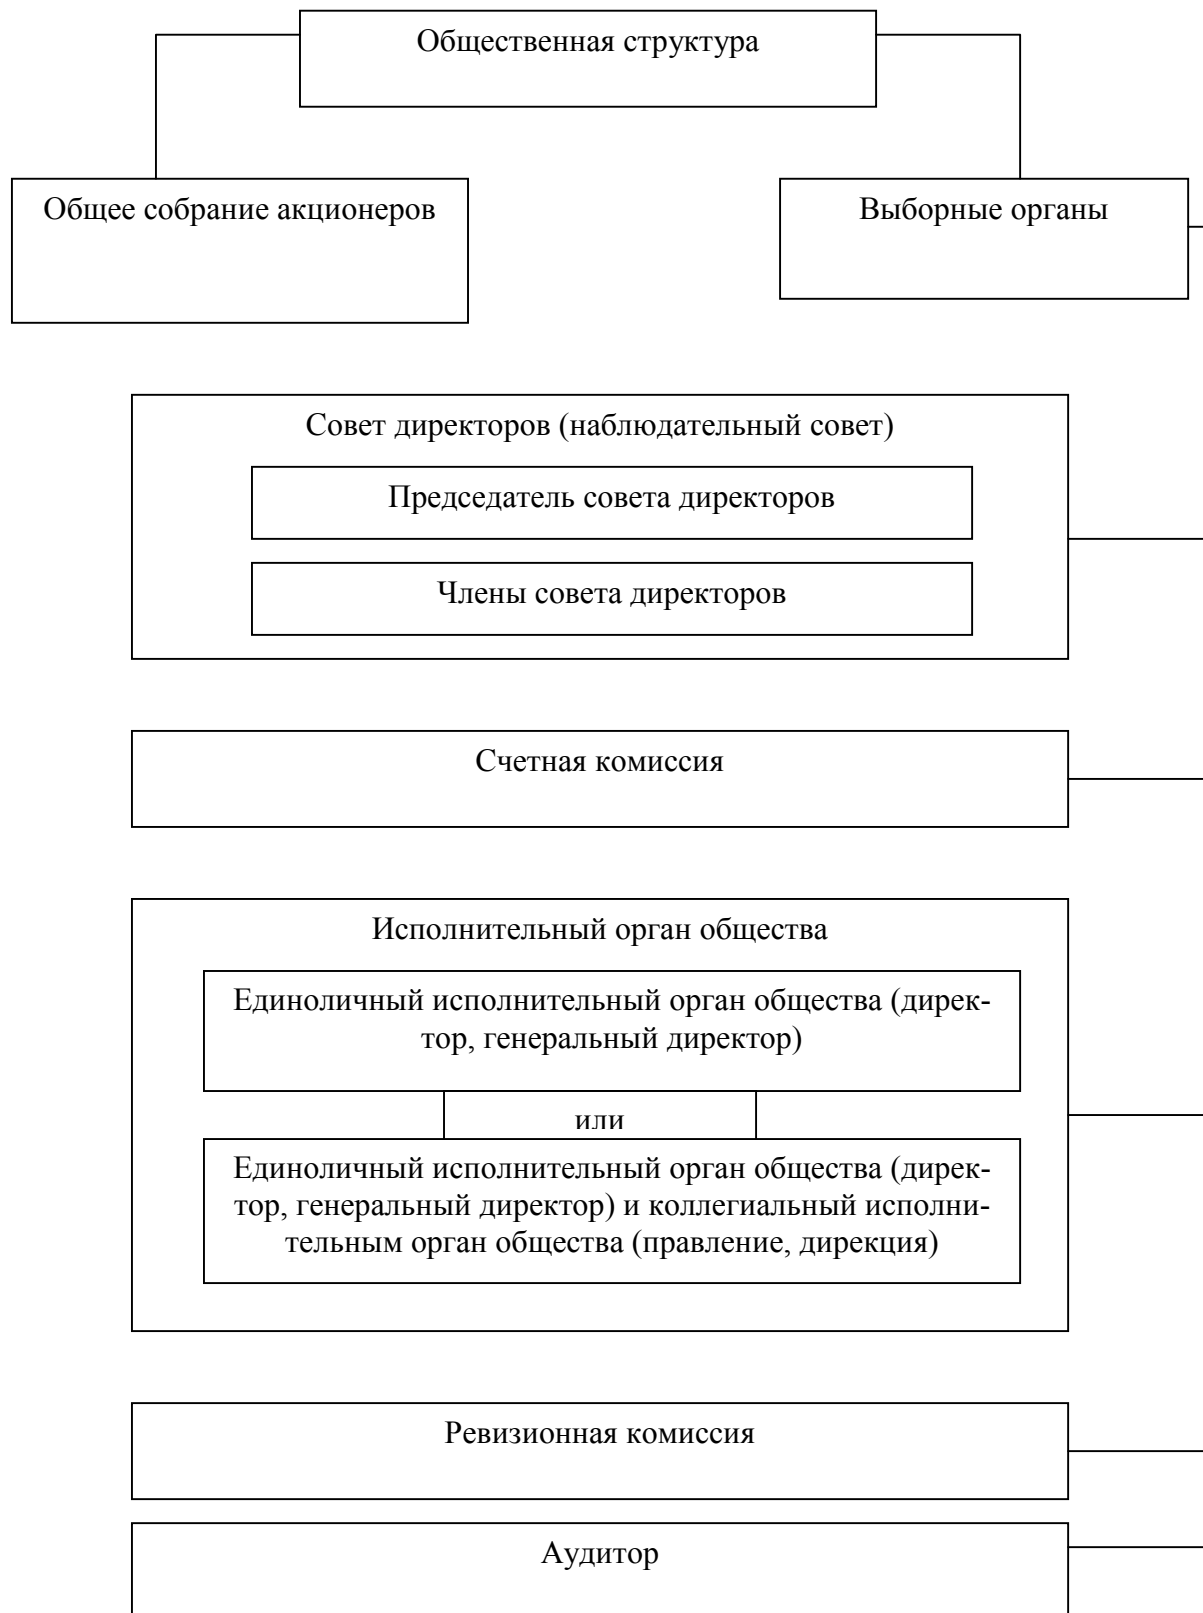 Общественная структура
Общее собрание акционеров
Выборные органы
Совет директоров (наблюдательный совет)
Председатель совета директоров
Члены совета директоров
Счетная комиссия
Исполнительный орган общества
Единоличный исполнительный орган общества (дирек-
тор, генеральный директор)
или
Единоличный исполнительный орган общества (дирек-
тор, генеральный директор) и коллегиальный исполни-
тельным орган общества (правление, дирекция)
Ревизионная комиссия
Аудитор